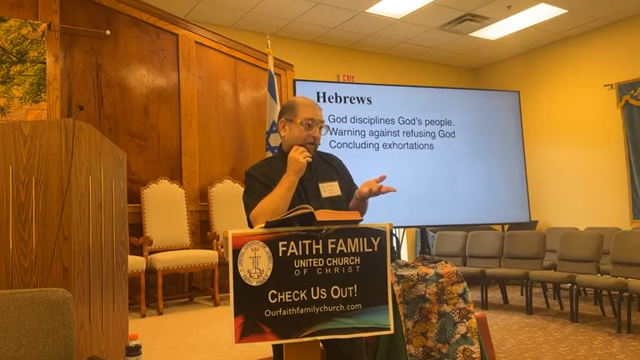 EXIT
Hebrews
God disciplines God's people.
Warning against refusing God
Concluding exhortations
FAITH FAMILY
UNITED CHURCH
OF CHRIST
CHECK US OUT!
Ourfaithfamilychurch.com